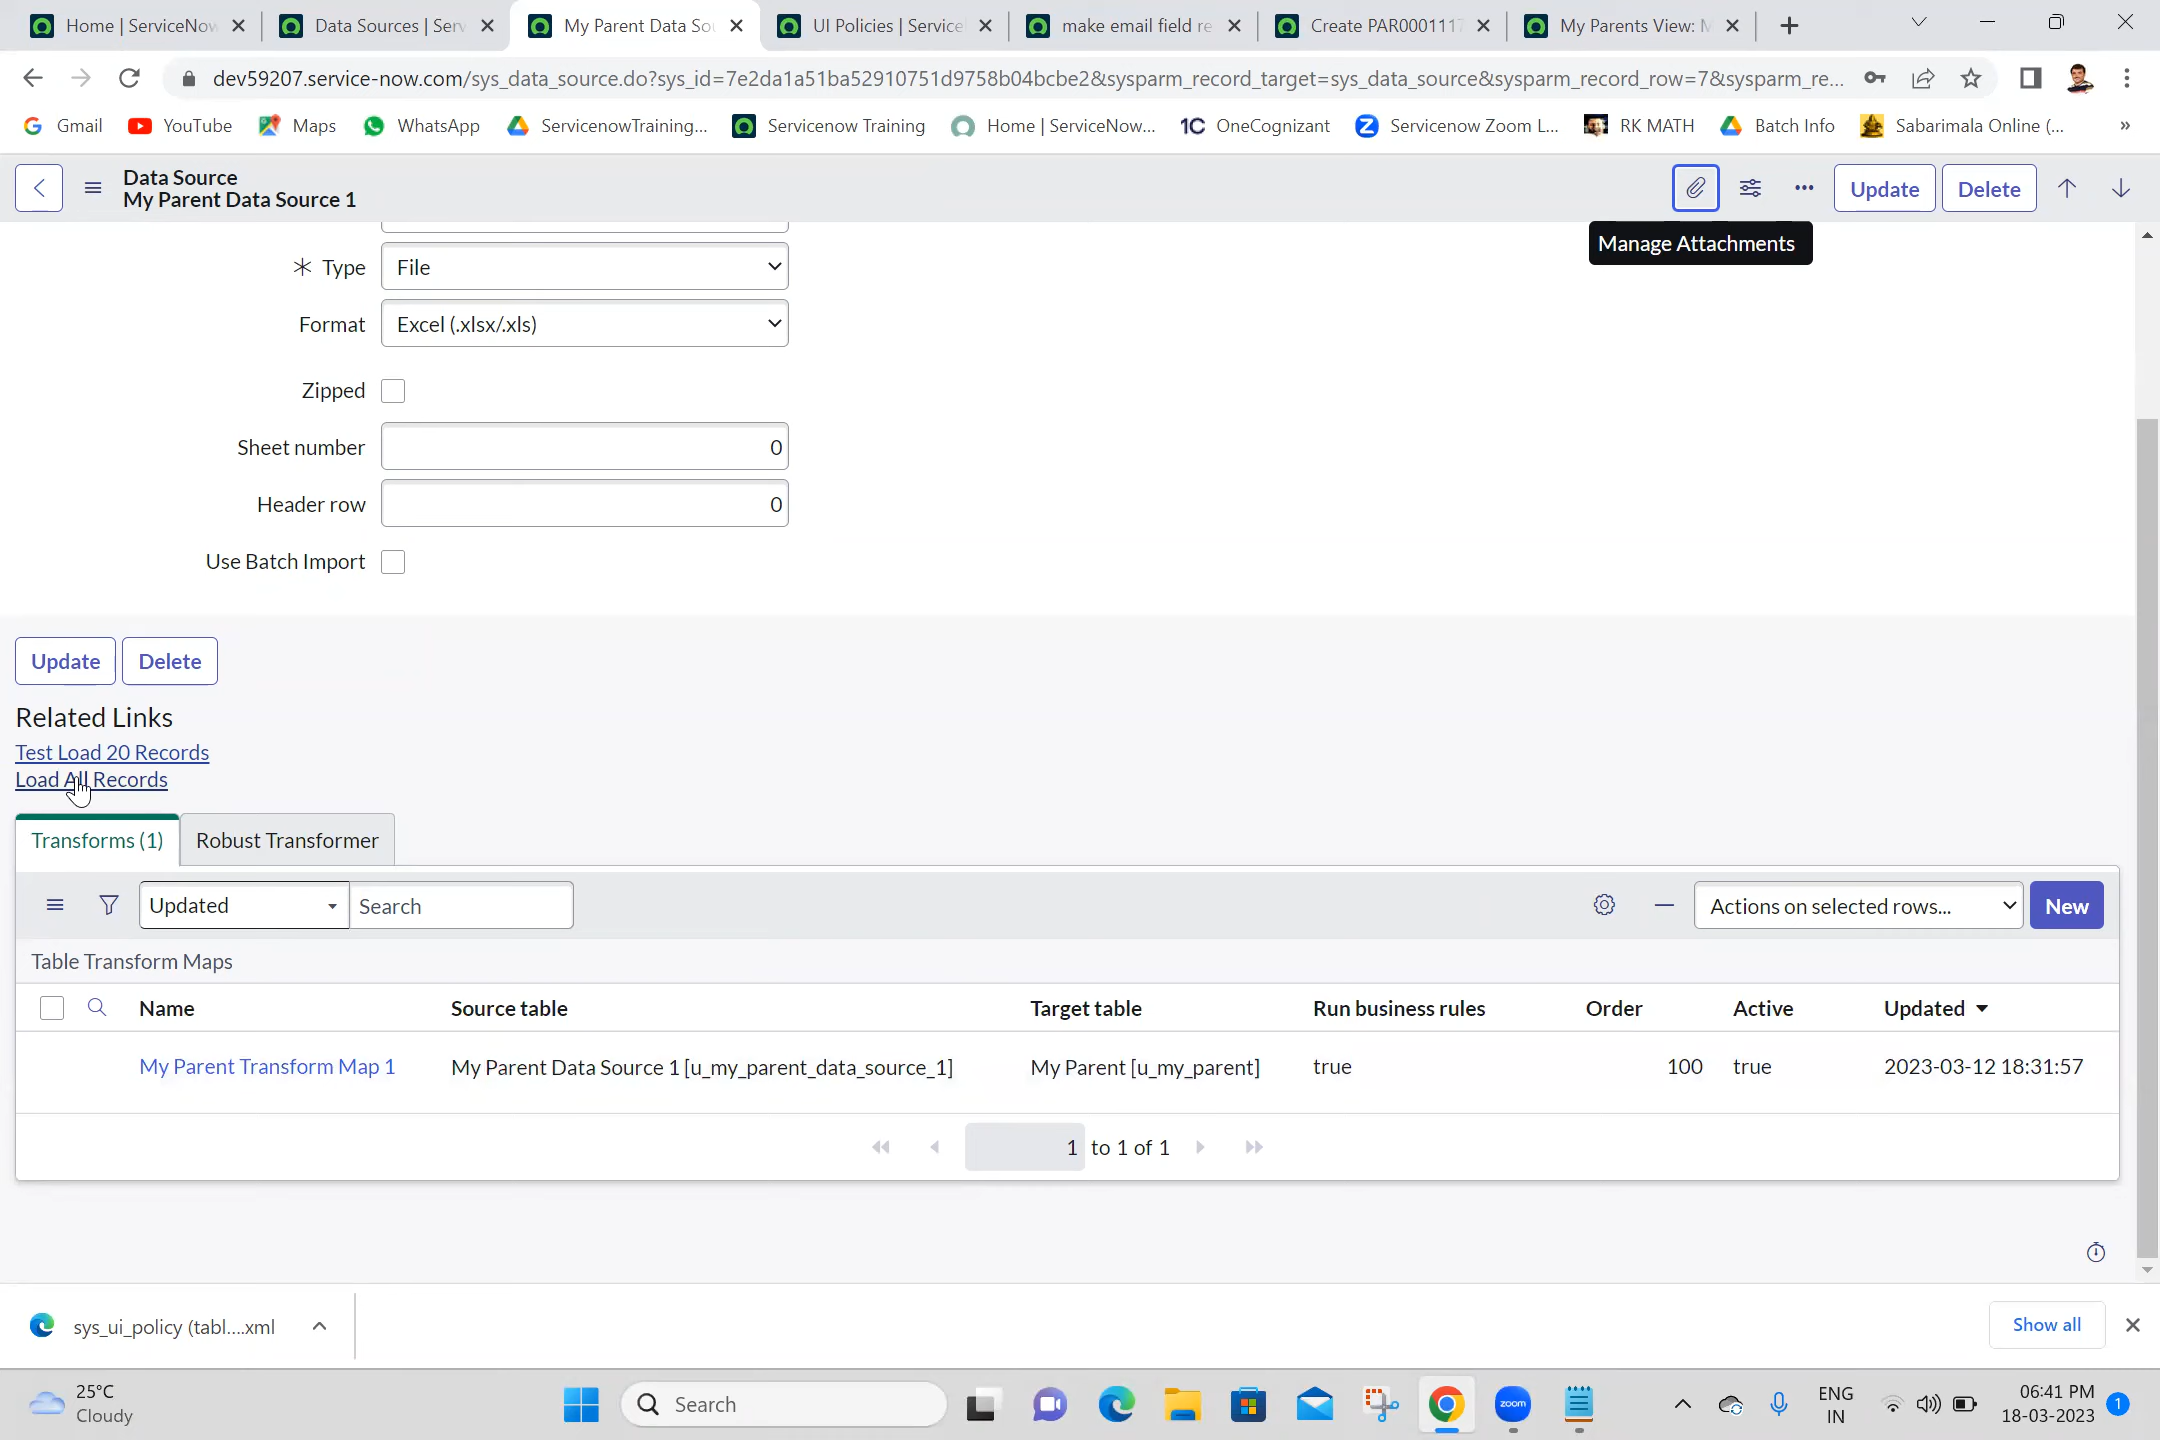 Home | ServiceNow
Data Sources | Serv
My Parent Data Sou
UI Policies | Service
make email field re
Create PAR0001117
My Parents View: M
dev59207.service-now.com/sys_data_source.do?sys_id=7e2da1a51ba52910751d9758b04bcbe2&sysparm_record_target=sys_data_source&sysparm_record_row=7&sysparm_re...
Gmail
YouTube
Maps
WhatsApp
ServicenowTraining...
Servicenow Training
Home | ServiceNow...
1C OneCognizant
Servicenow Zoom L...
RK MATH
Batch Info
Sabarimala Online (...
»
Data Source
My Parent Data Source 1
Update
Delete
Manage Attachments
Type File
Format Excel (.xlsx/.xls)
Zipped
Sheet number 0
Header row 0
Use Batch Import
Update
Delete
Related Links
Test Load 20 Records
Load All Records
Transforms (1)
Robust Transformer
Updated
Search
Actions on selected rows...
New
Table Transform Maps
Name Source table Target table Run business rules Order Active Updated
My Parent Transform Map 1 My Parent Data Source 1 [u_my_parent_data_source_1] My Parent [u_my_parent] true 100 true 2023-03-12 18:31:57
1 to 1 of 1
sys_ui_policy (tabl....xml
Show all
25°C
Cloudy
Search
zoom
ENG
IN
06:41 PM
18-03-2023
1